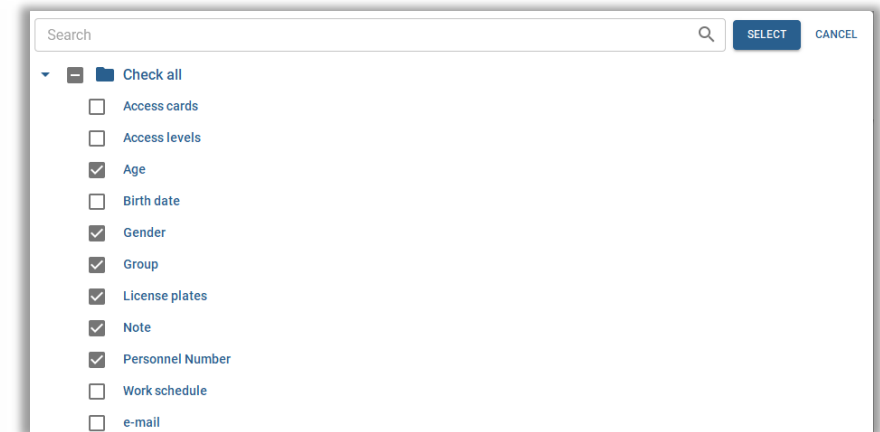 Search SELECT CANCEL
Check all
Access cards
Access levels
Age
Birth date
Gender
Group
License plates
Note
Personnel Number
Work schedule
e-mail